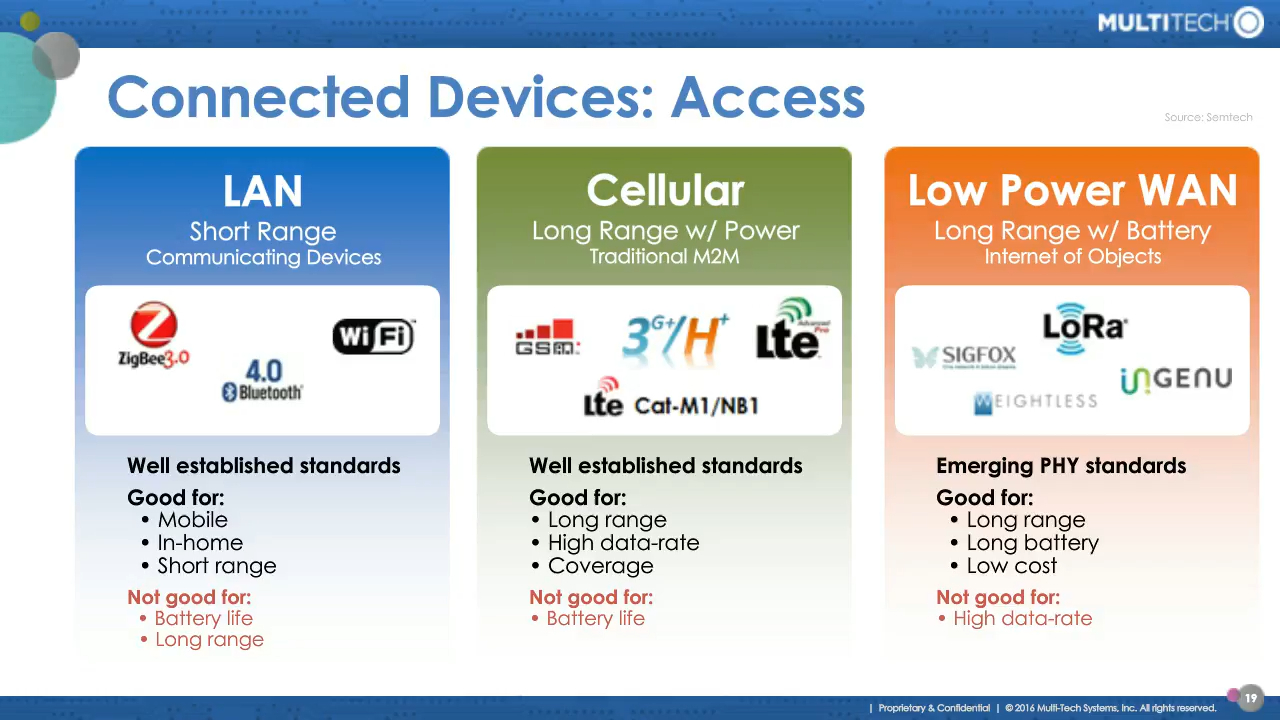 MULTITECH
Connected Devices: Access
Source: Semtech
LAN
Short Range
Communicating Devices
ZigBee3.0
WiFi™
4.0
Bluetooth®
Well established standards
Good for:
• Mobile
• In-home
• Short range
Not good for:
• Battery life
• Long range
Cellular
Long Range w/ Power
Traditional M2M
GSM
3G+/H+
Lte Advanced Pro
Lte Cat-M1/NB1
Well established standards
Good for:
• Long range
• High data-rate
• Coverage
Not good for:
• Battery life
Low Power WAN
Long Range w/ Battery
Internet of Objects
LoRa®
SIGFOX
INGENU
WEIGHTLESS
Emerging PHY standards
Good for:
• Long range
• Long battery
• Low cost
Not good for:
• High data-rate
| Proprietary & Confidential | © 2016 Multi-Tech Systems, Inc. All rights reserved.
19